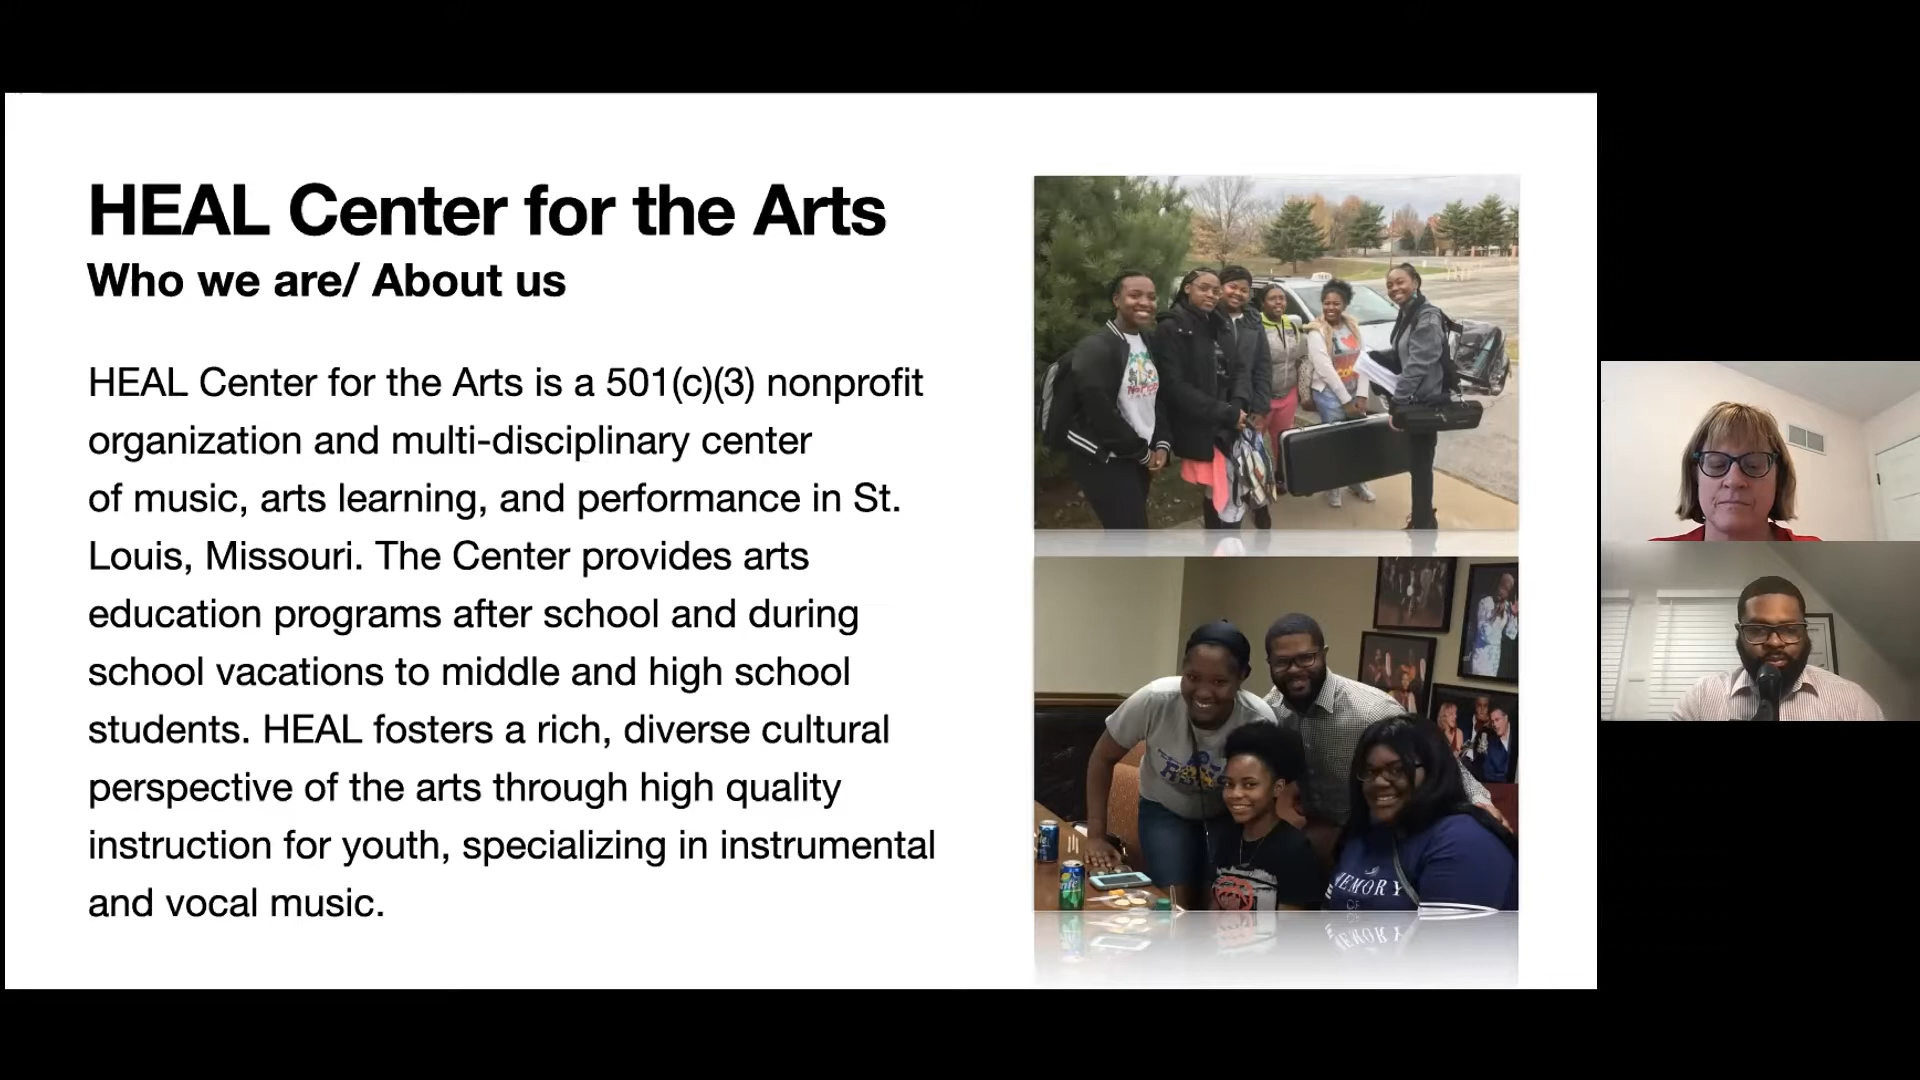 HEAL Center for the Arts
Who we are/ About us
HEAL Center for the Arts is a 501(c)(3) nonprofit
organization and multi-disciplinary center
of music, arts learning, and performance in St.
Louis, Missouri. The Center provides arts
education programs after school and during
school vacations to middle and high school
students. HEAL fosters a rich, diverse cultural
perspective of the arts through high quality
instruction for youth, specializing in instrumental
and vocal music.
TAXI
MEMORY
OF